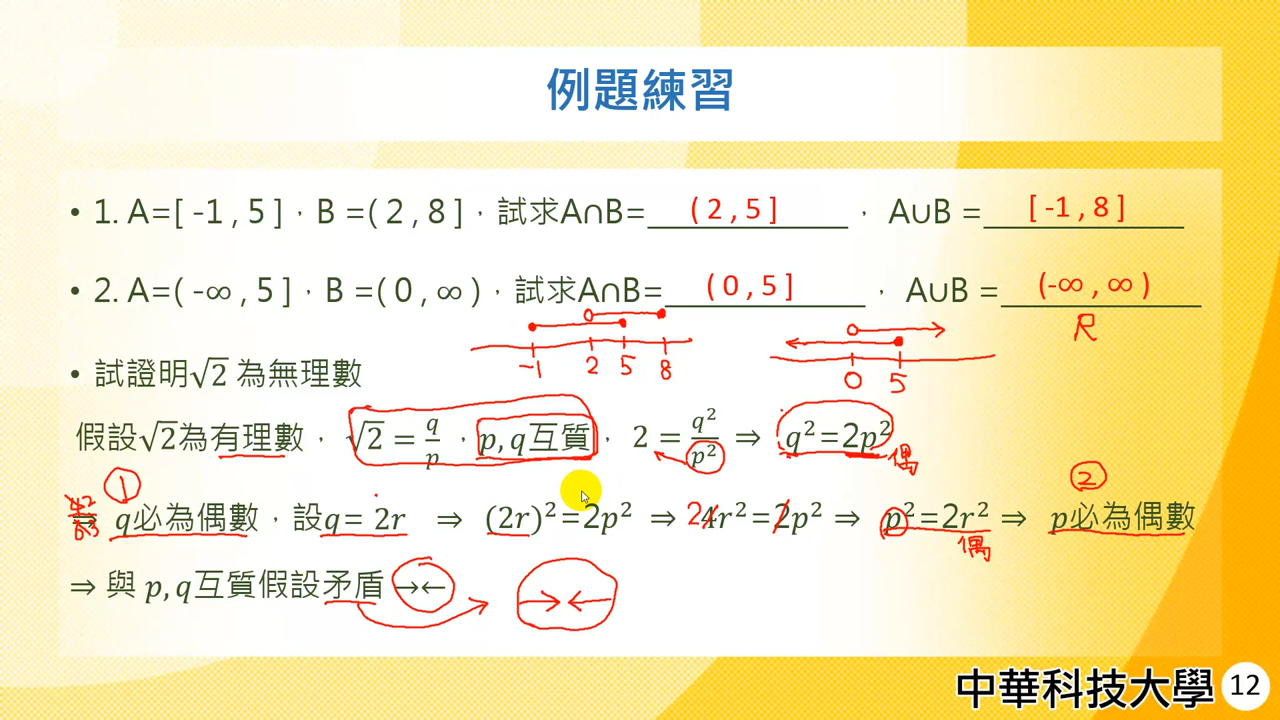 例題練習
• 1. A=[ -1 , 5 ]，B =( 2 , 8 ]，試求A∩B= ( 2 , 5 ] ， A∪B = [ -1 , 8 ]
• 2. A=( -∞ , 5 ]，B =( 0 , ∞ )，試求A∩B= ( 0 , 5 ] ， A∪B = (-∞ , ∞ )
R
-1 2 5 8 0 5
• 試證明√2 為無理數
假設√2為有理數， √2 = q/p ，p, q互質， 2 = q²/p² ⇒ q²=2p²
偶
① ②
⇒ q必為偶數，設q= 2r ⇒ (2r)²=2p² ⇒ 2 4r²=2p² ⇒ p²=2r² ⇒ p必為偶數
偶
⇒ 與 p, q互質假設矛盾 →← →←
中華科技大學 12